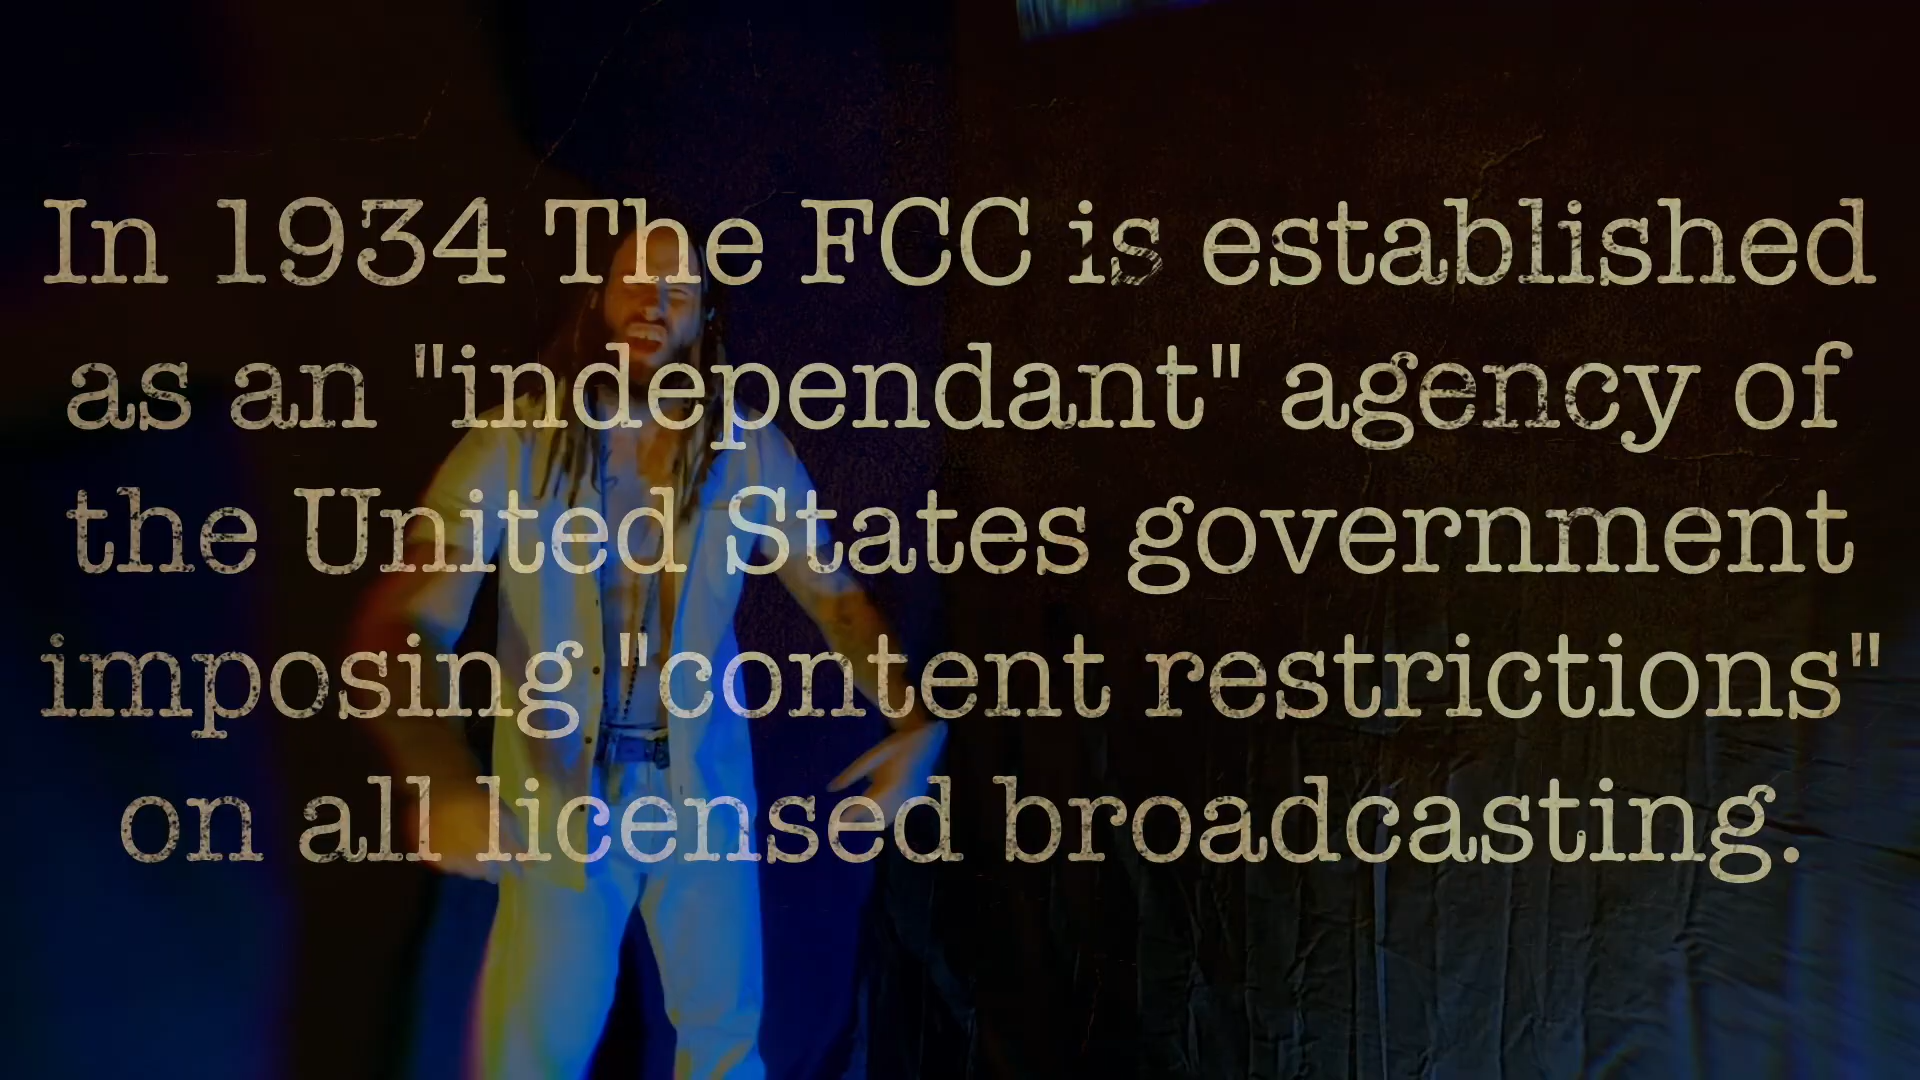 In 1934 The FCC is established
as an "independant" agency of
the United States government
imposing "content restrictions"
on all licensed broadcasting.